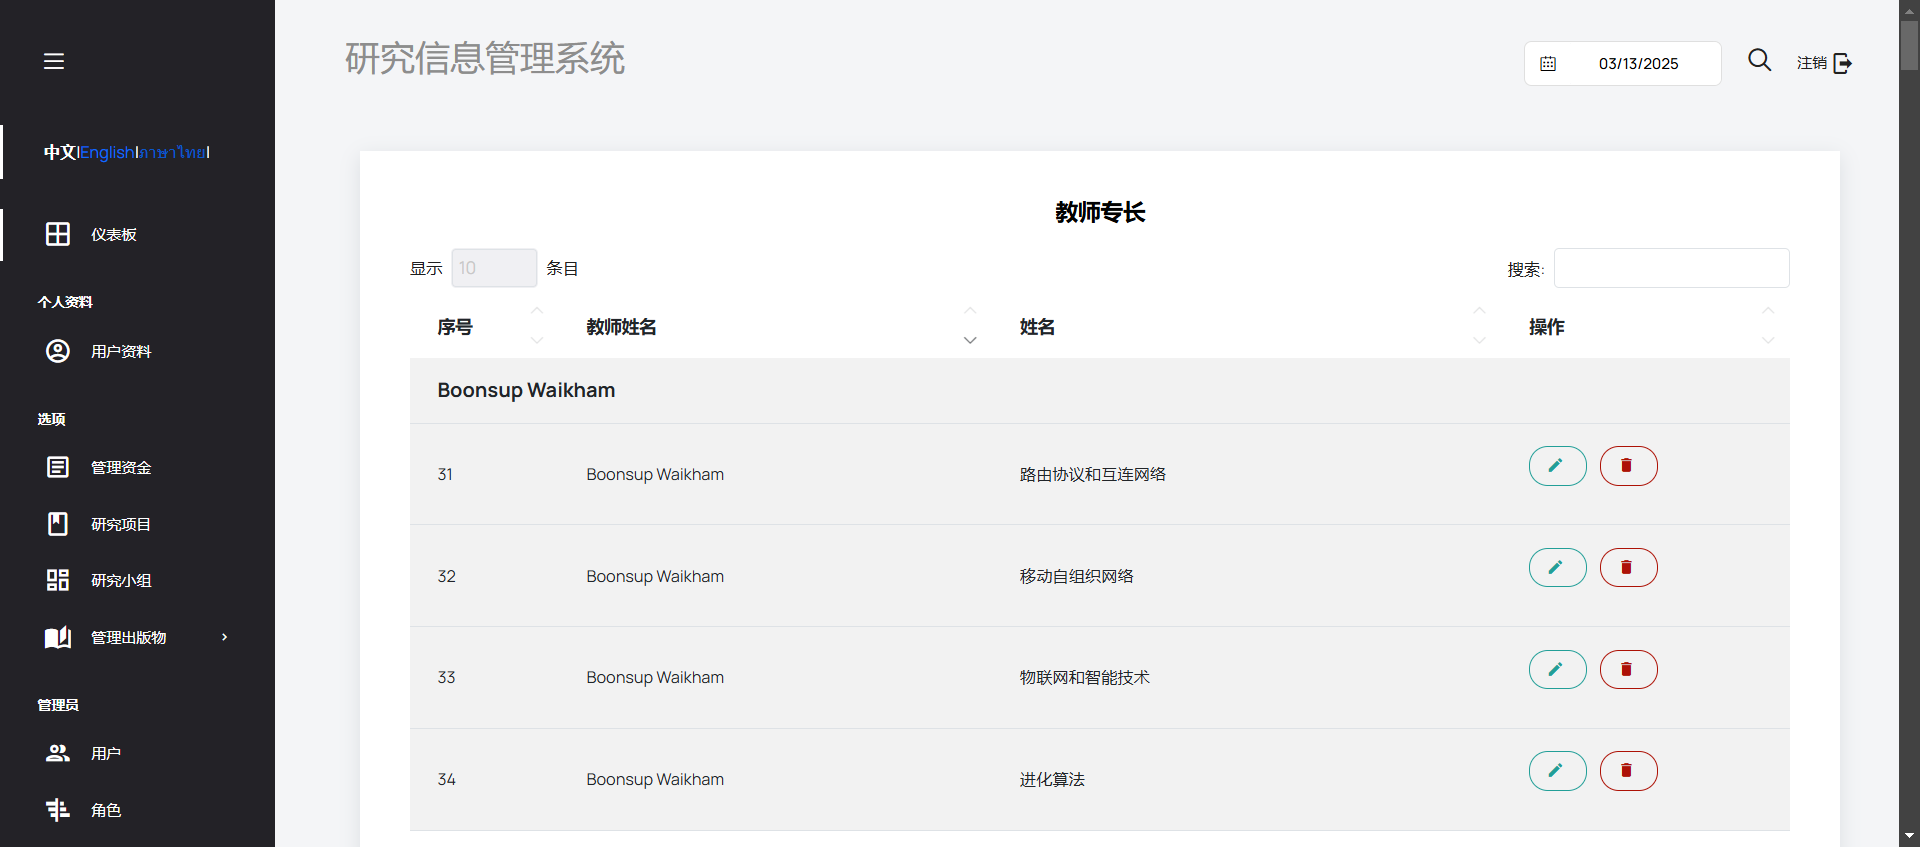 研究信息管理系统
03/13/2025
注销
中文|English|ภาษาไทย|
仪表板
个人资料
用户资料
选项
管理资金
研究项目
研究小组
管理出版物
管理员
用户
角色
教师专长
显示 10 条目
搜索:
序号 教师姓名 姓名 操作
Boonsup Waikham
31 Boonsup Waikham 路由协议和互连网络
32 Boonsup Waikham 移动自组织网络
33 Boonsup Waikham 物联网和智能技术
34 Boonsup Waikham 进化算法